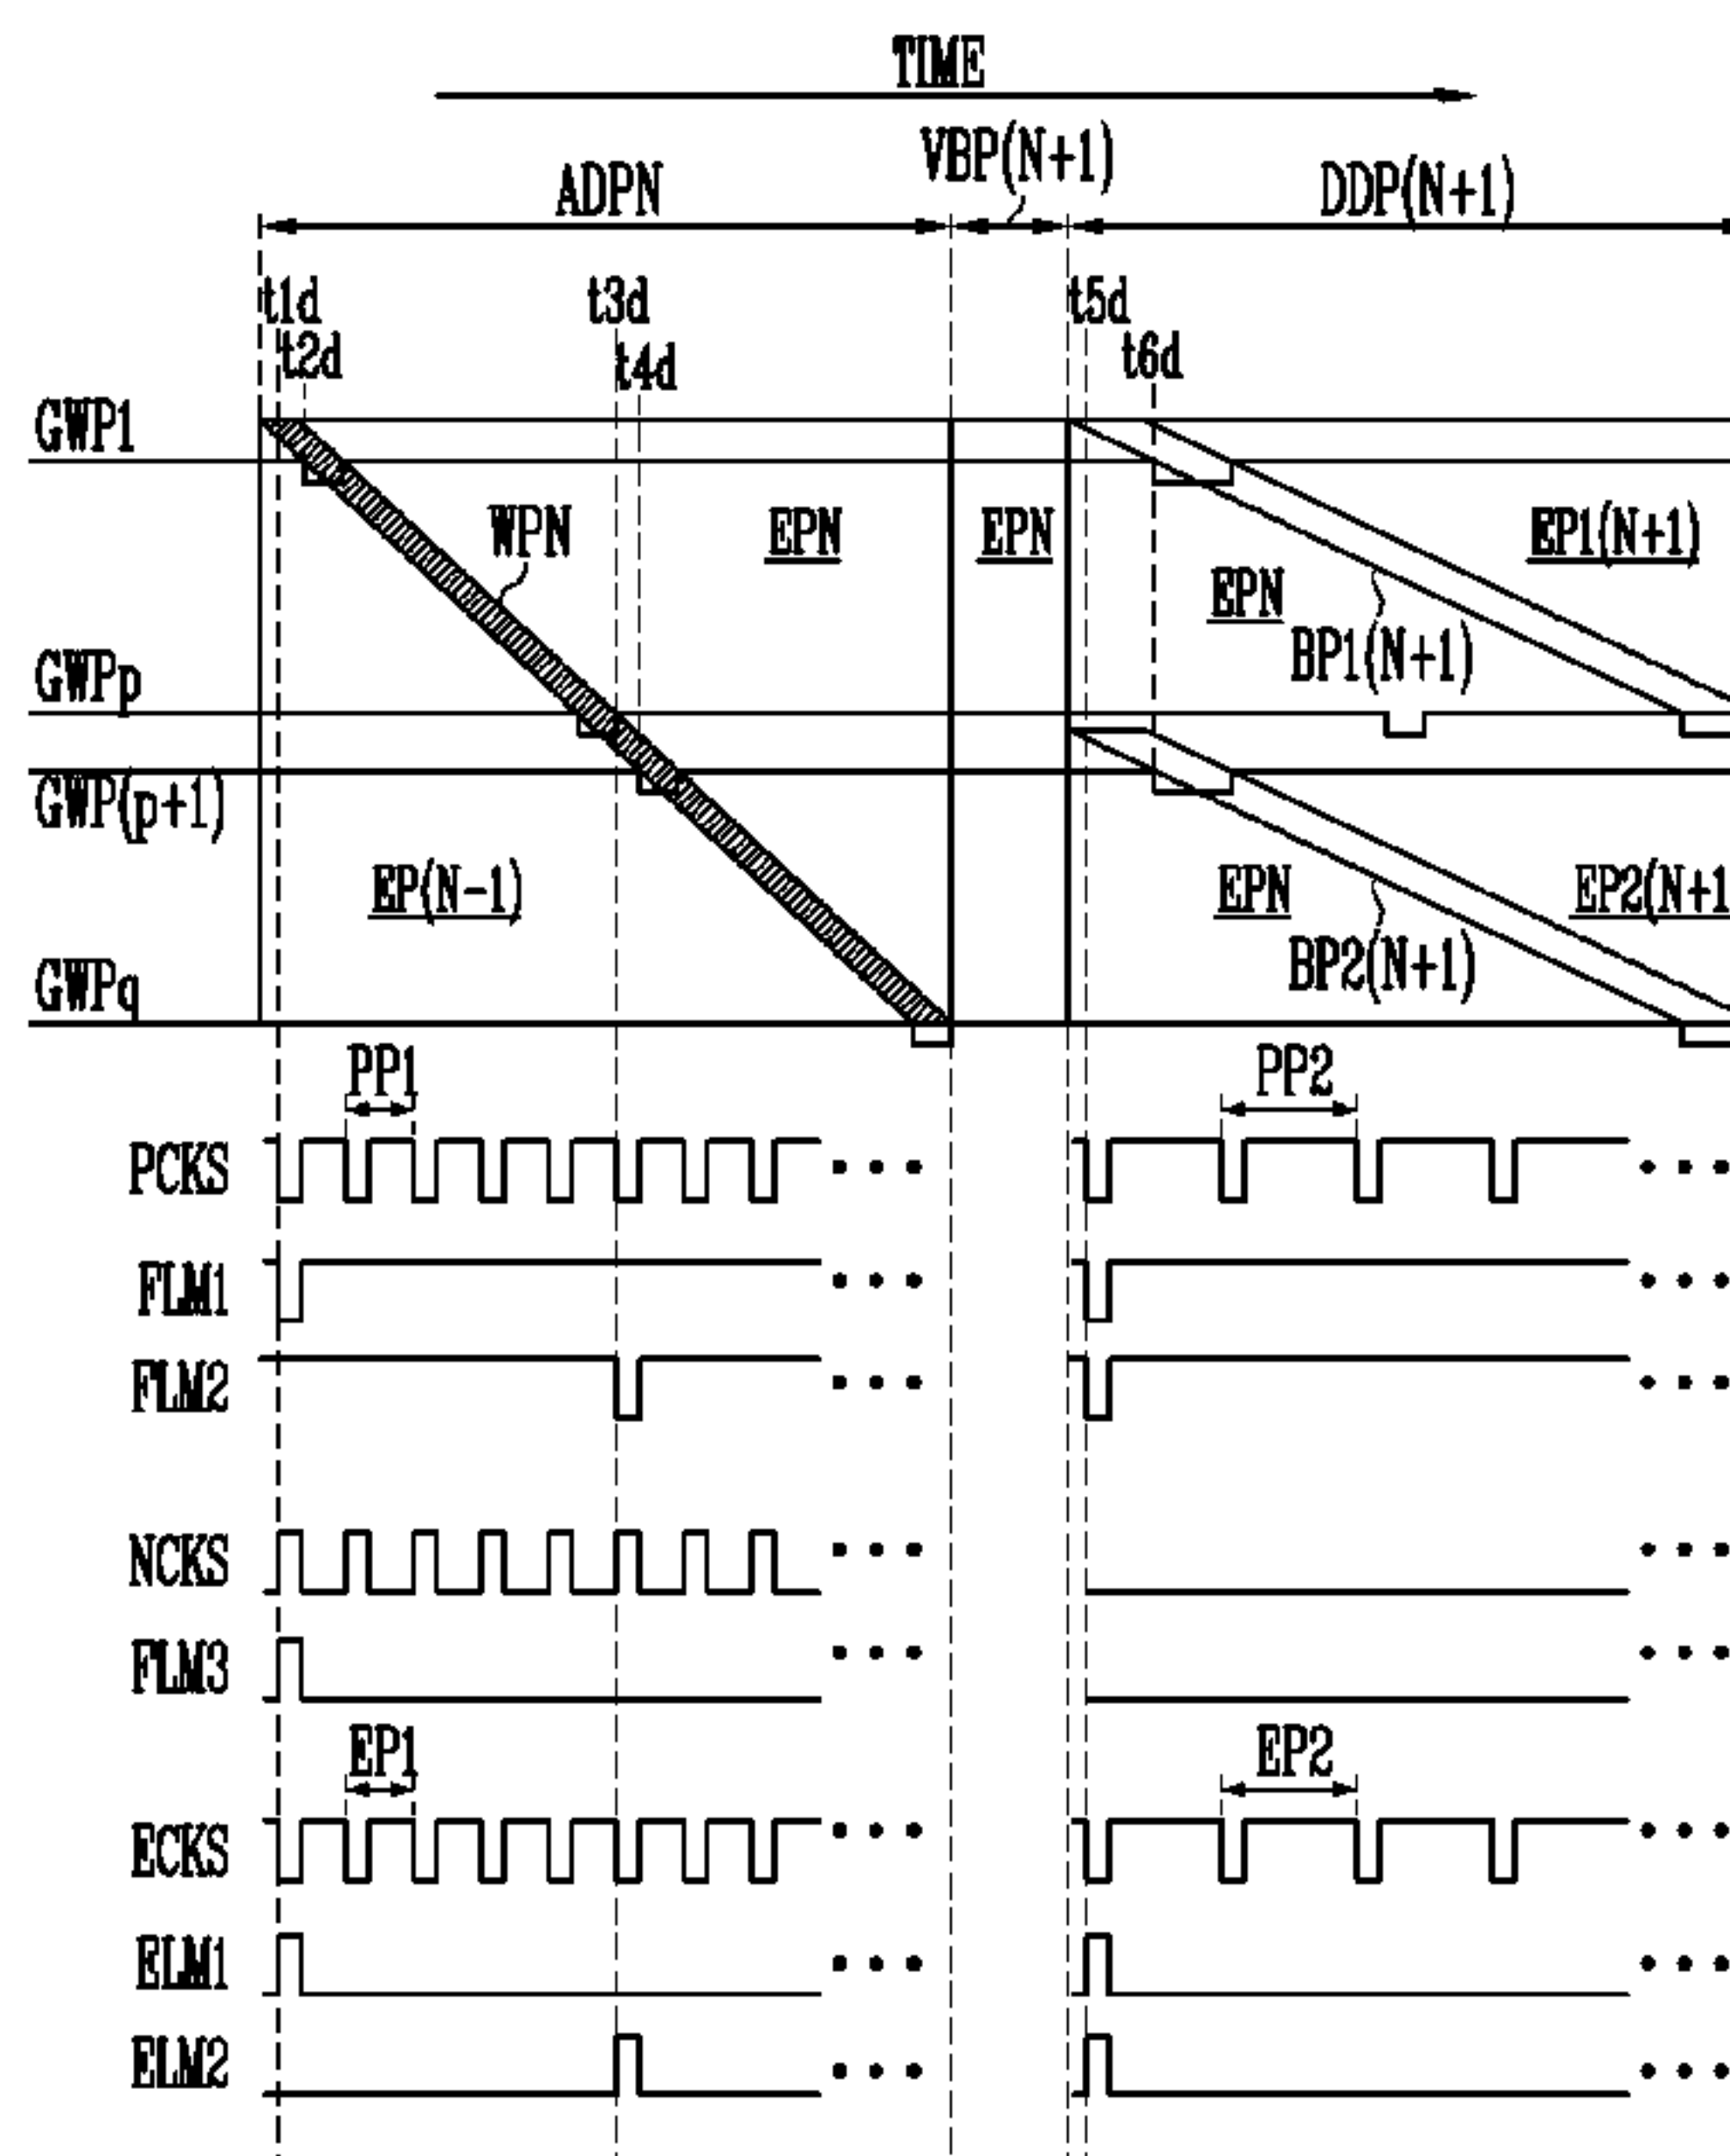 TIME
VBP(N+1)
ADPN
DDP(N+1)
t1d
t3d
t5d
t2d
t4d
t6d
GWP1
WPN
EPN
EPN
EP1(N+1)
EPN
BP1(N+1)
GWPp
GWP(p+1)
EP(N-1)
EPN
EP2(N+1
BP2(N+1)
GWPq
PP1
PP2
PCKS
FLM1
FLM2
NCKS
FLM3
EP1
EP2
ECKS
ELM1
ELM2